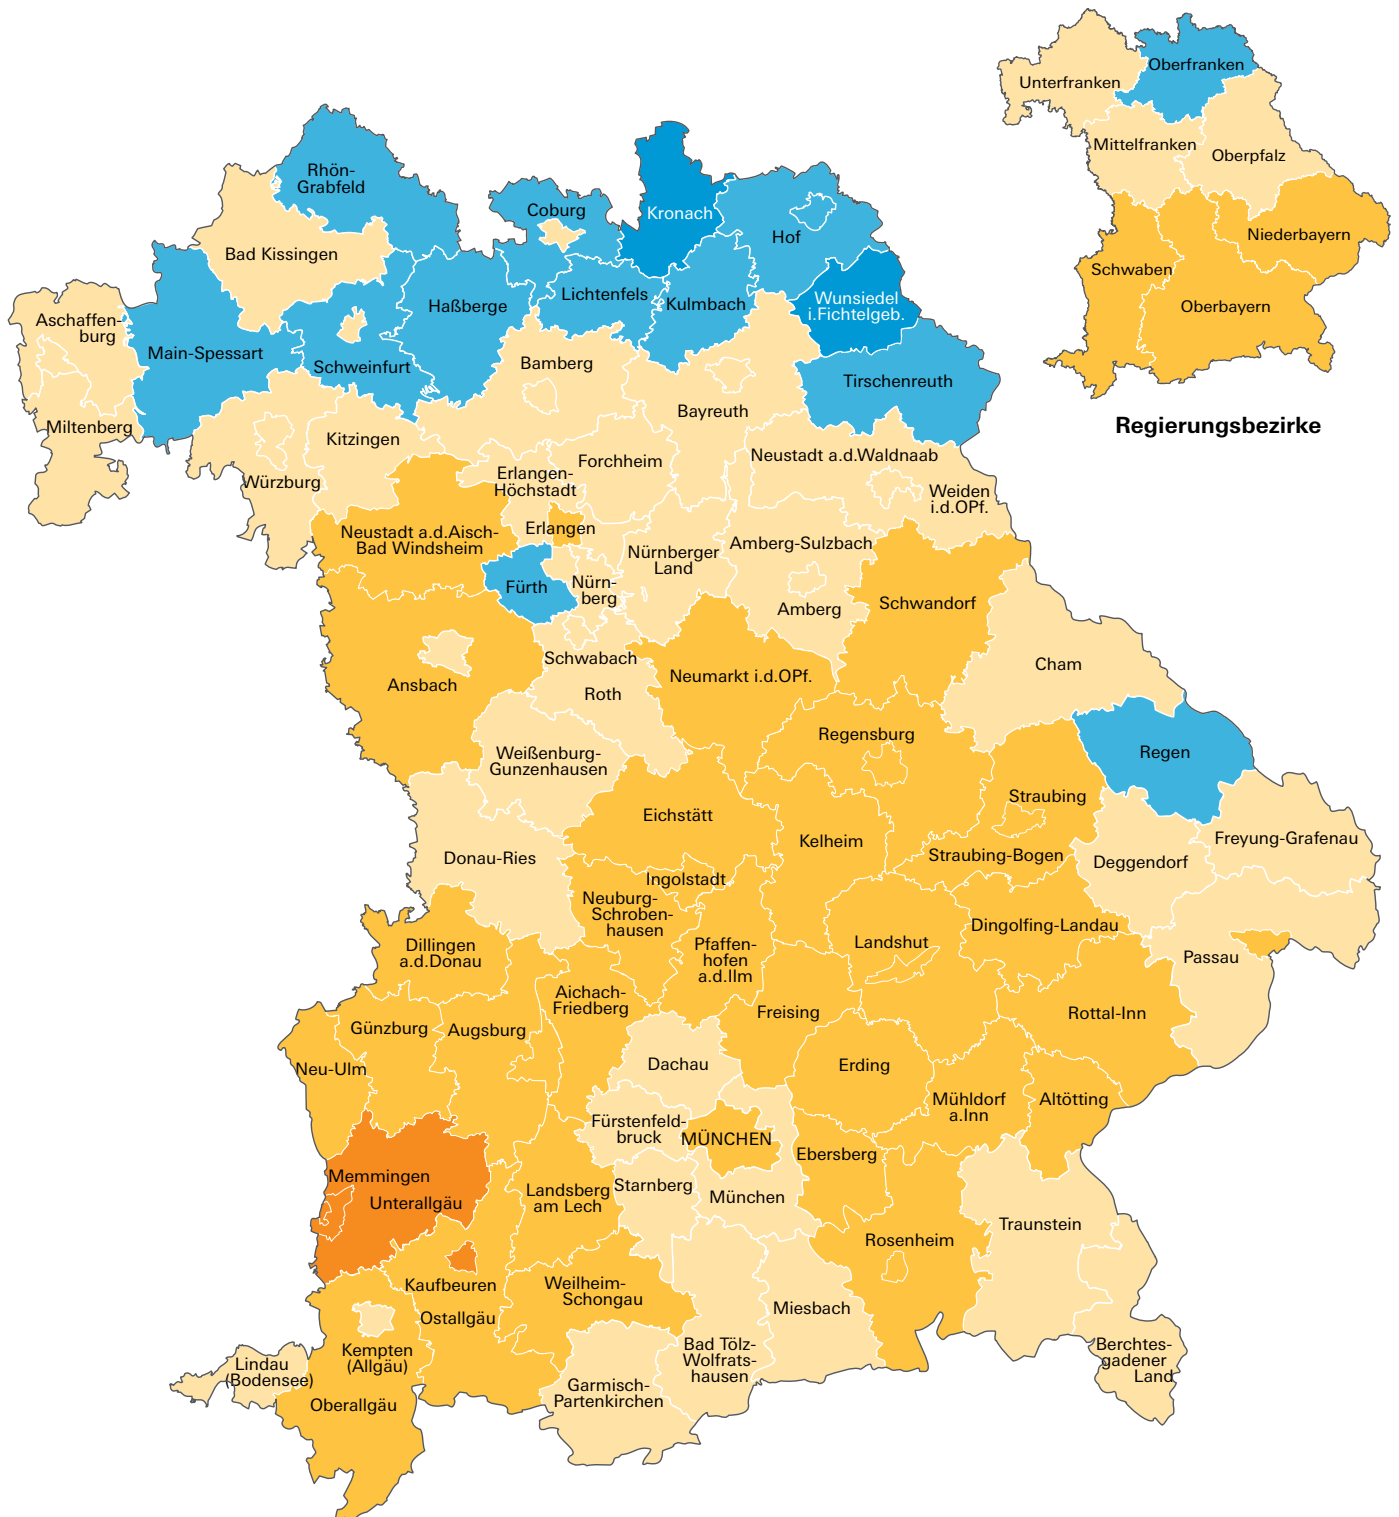 Oberfranken
Unterfranken
Mittelfranken
Oberpfalz
Niederbayern
Schwaben
Oberbayern
Regierungsbezirke
Rhön-
Grabfeld
Coburg
Kronach
Hof
Bad Kissingen
Lichtenfels
Kulmbach
Wunsiedel
i.Fichtelgeb.
Haßberge
Aschaffen-
burg
Main-Spessart
Schweinfurt
Bamberg
Tirschenreuth
Bayreuth
Miltenberg
Kitzingen
Neustadt a.d.Waldnaab
Forchheim
Erlangen-
Höchstadt
Würzburg
Weiden
i.d.OPf.
Erlangen
Neustadt a.d.Aisch-
Bad Windsheim
Amberg-Sulzbach
Nürnberger
Land
Fürth
Nürn-
berg
Schwandorf
Amberg
Schwabach
Cham
Neumarkt i.d.OPf.
Ansbach
Roth
Regensburg
Weißenburg-
Gunzenhausen
Regen
Straubing
Eichstätt
Kelheim
Freyung-Grafenau
Donau-Ries
Straubing-Bogen
Deggendorf
Ingolstadt
Neuburg-
Schroben-
hausen
Dingolfing-Landau
Dillingen
a.d.Donau
Pfaffen-
hofen
a.d.Ilm
Landshut
Passau
Aichach-
Friedberg
Freising
Rottal-Inn
Günzburg
Augsburg
Neu-Ulm
Dachau
Erding
Mühldorf
a.Inn
Altötting
Fürstenfeld-
bruck
MÜNCHEN
Ebersberg
Memmingen
Unterallgäu
Landsberg
am Lech
Starnberg
München
Traunstein
Rosenheim
Kaufbeuren
Weilheim-
Schongau
Miesbach
Ostallgäu
Kempten
(Allgäu)
Bad Tölz-
Wolfrats-
hausen
Berchtes-
gadener
Land
Lindau
(Bodensee)
Garmisch-
Partenkirchen
Oberallgäu